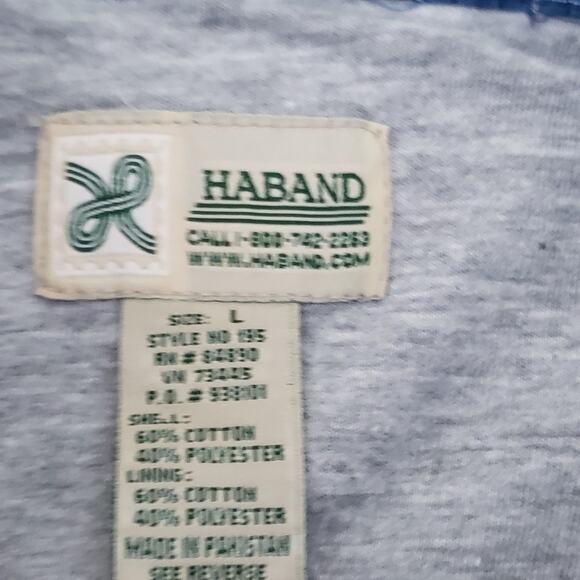 HABAND
CALL 1-800-742-2263
WWW.HABAND.COM
SIZE: L
STYLE NO 195
RN # 84890
VN 73445
P.O. # 938101
SHELL:
60% COTTON
40% POLYESTER
LINING:
60% COTTON
40% POLYESTER
MADE IN PAKISTAN
SEE REVERSE